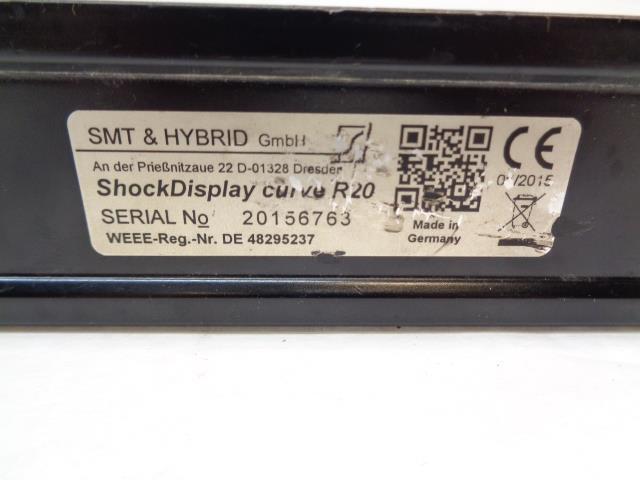 SMT & HYBRID GmbH
An der Prießnitzaue 22 D-01328 Dresden
ShockDisplay curve R20
SERIAL No 20156763
WEEE-Reg.-Nr. DE 48295237
Made in
Germany
CE